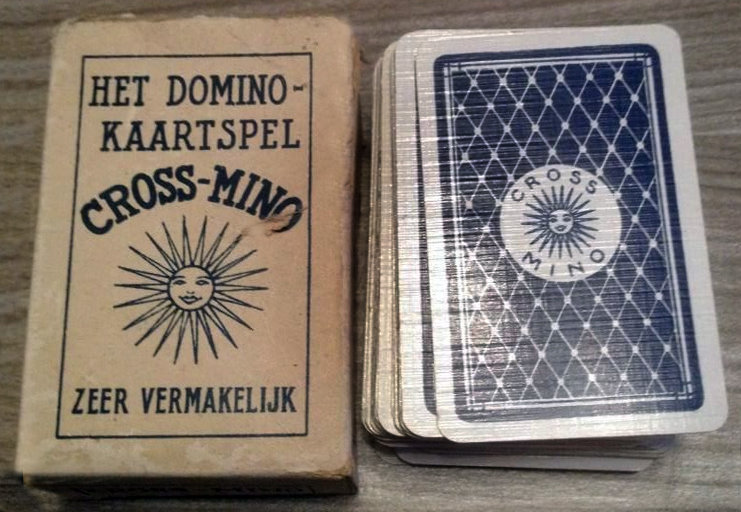 HET DOMINO-
KAARTSPEL
CROSS-MINO
ZEER VERMAKELIJK
CROSS
MINO